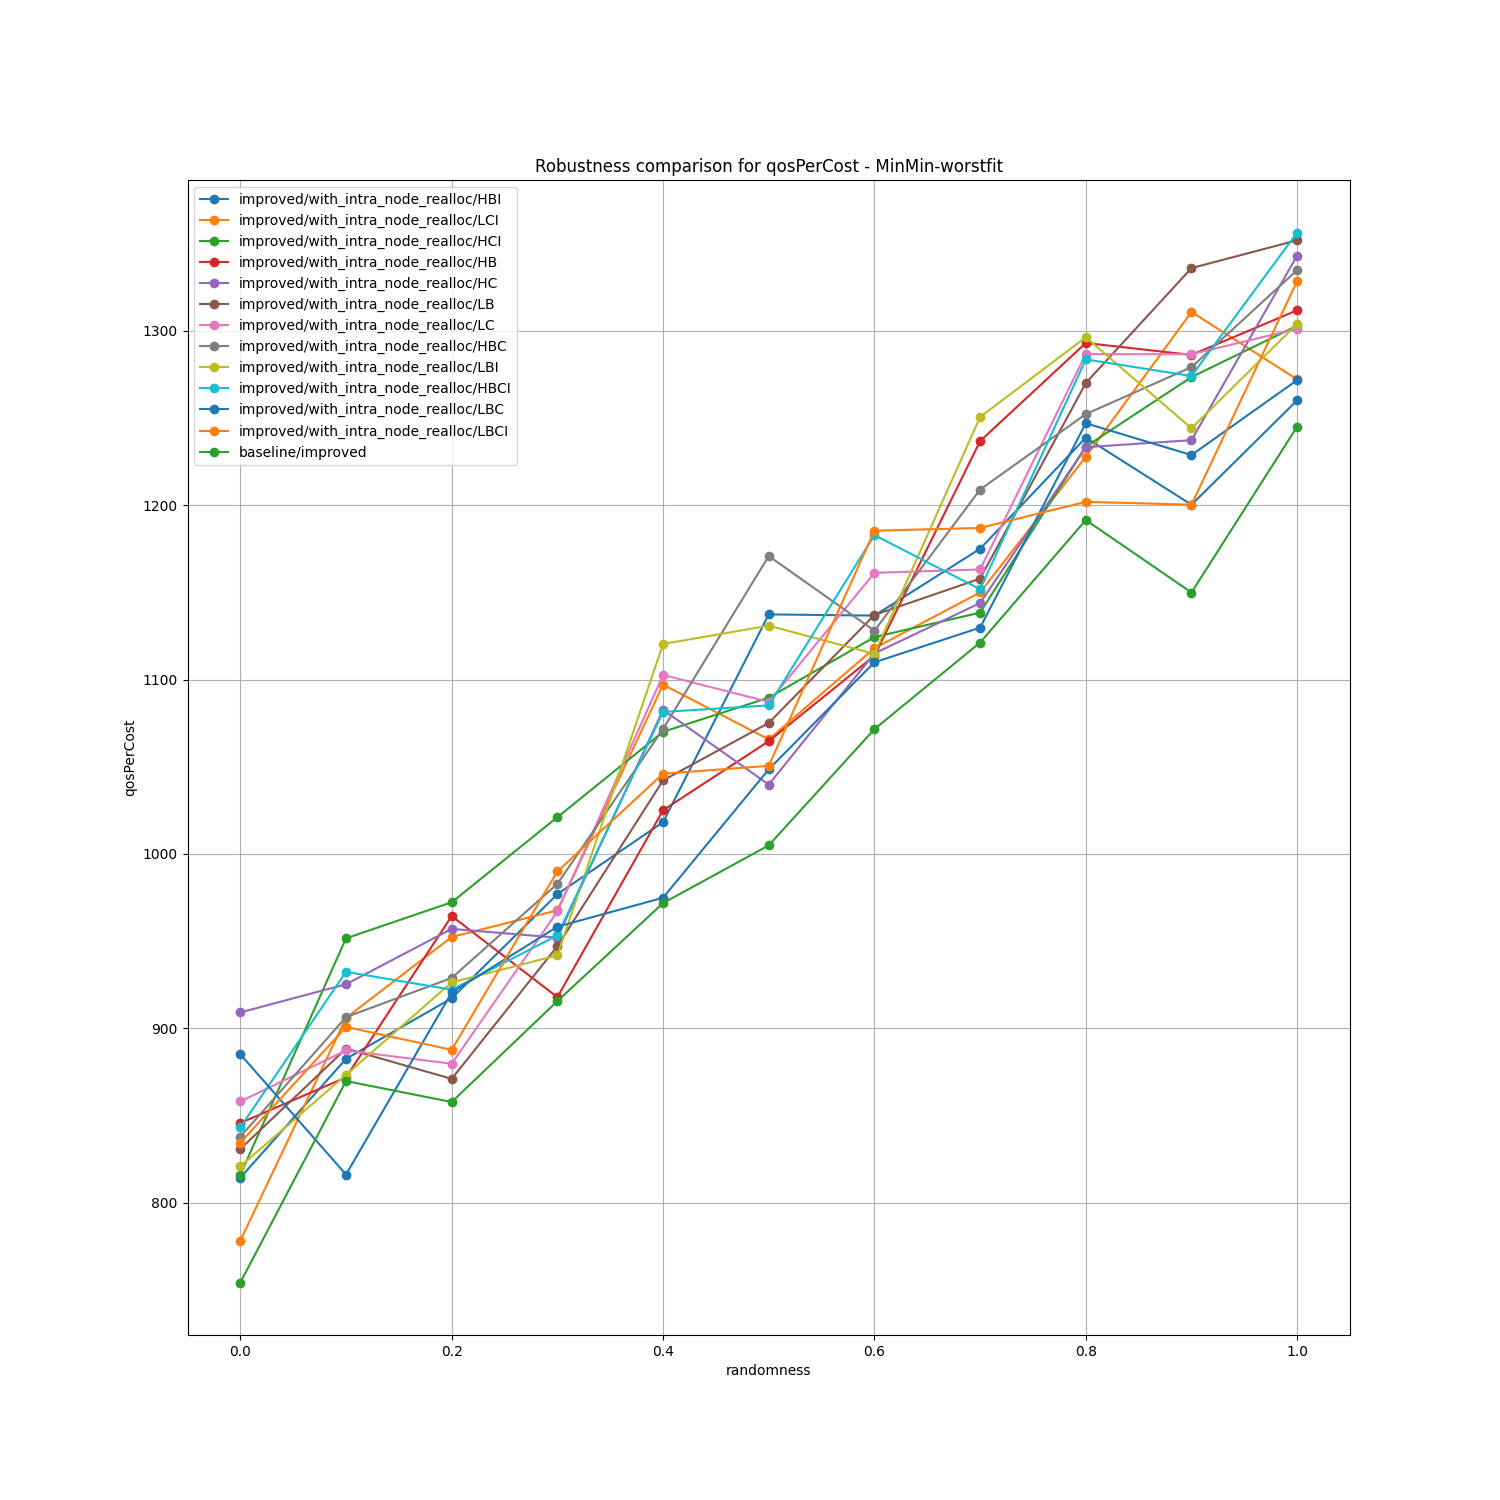 Robustness comparison for qosPerCost - MinMin-worstfit
improved/with_intra_node_realloc/HBI
improved/with_intra_node_realloc/LCI
improved/with_intra_node_realloc/HCI
improved/with_intra_node_realloc/HB
improved/with_intra_node_realloc/HC
improved/with_intra_node_realloc/LB
improved/with_intra_node_realloc/LC
improved/with_intra_node_realloc/HBC
improved/with_intra_node_realloc/LBI
improved/with_intra_node_realloc/HBCI
improved/with_intra_node_realloc/LBC
improved/with_intra_node_realloc/LBCI
baseline/improved
1300
1200
1100
1000
900
800
qosPerCost
0.0 0.2 0.4 0.6 0.8 1.0
randomness